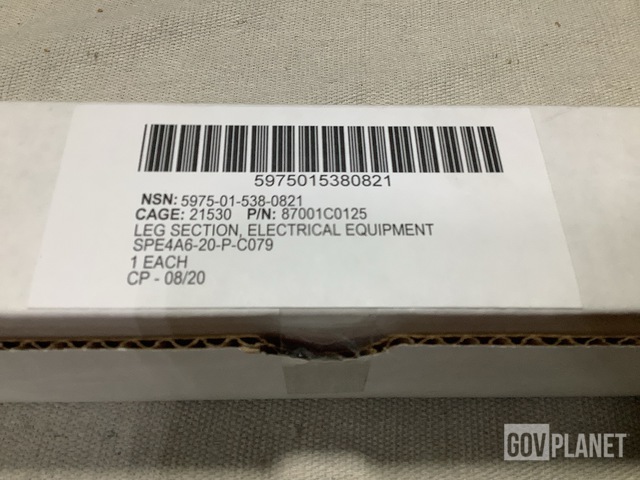 5975015380821
NSN: 5975-01-538-0821
CAGE: 21530 P/N: 87001C0125
LEG SECTION, ELECTRICAL EQUIPMENT
SPE4A6-20-P-C079
1 EACH
CP - 08/20
GOVPLANET